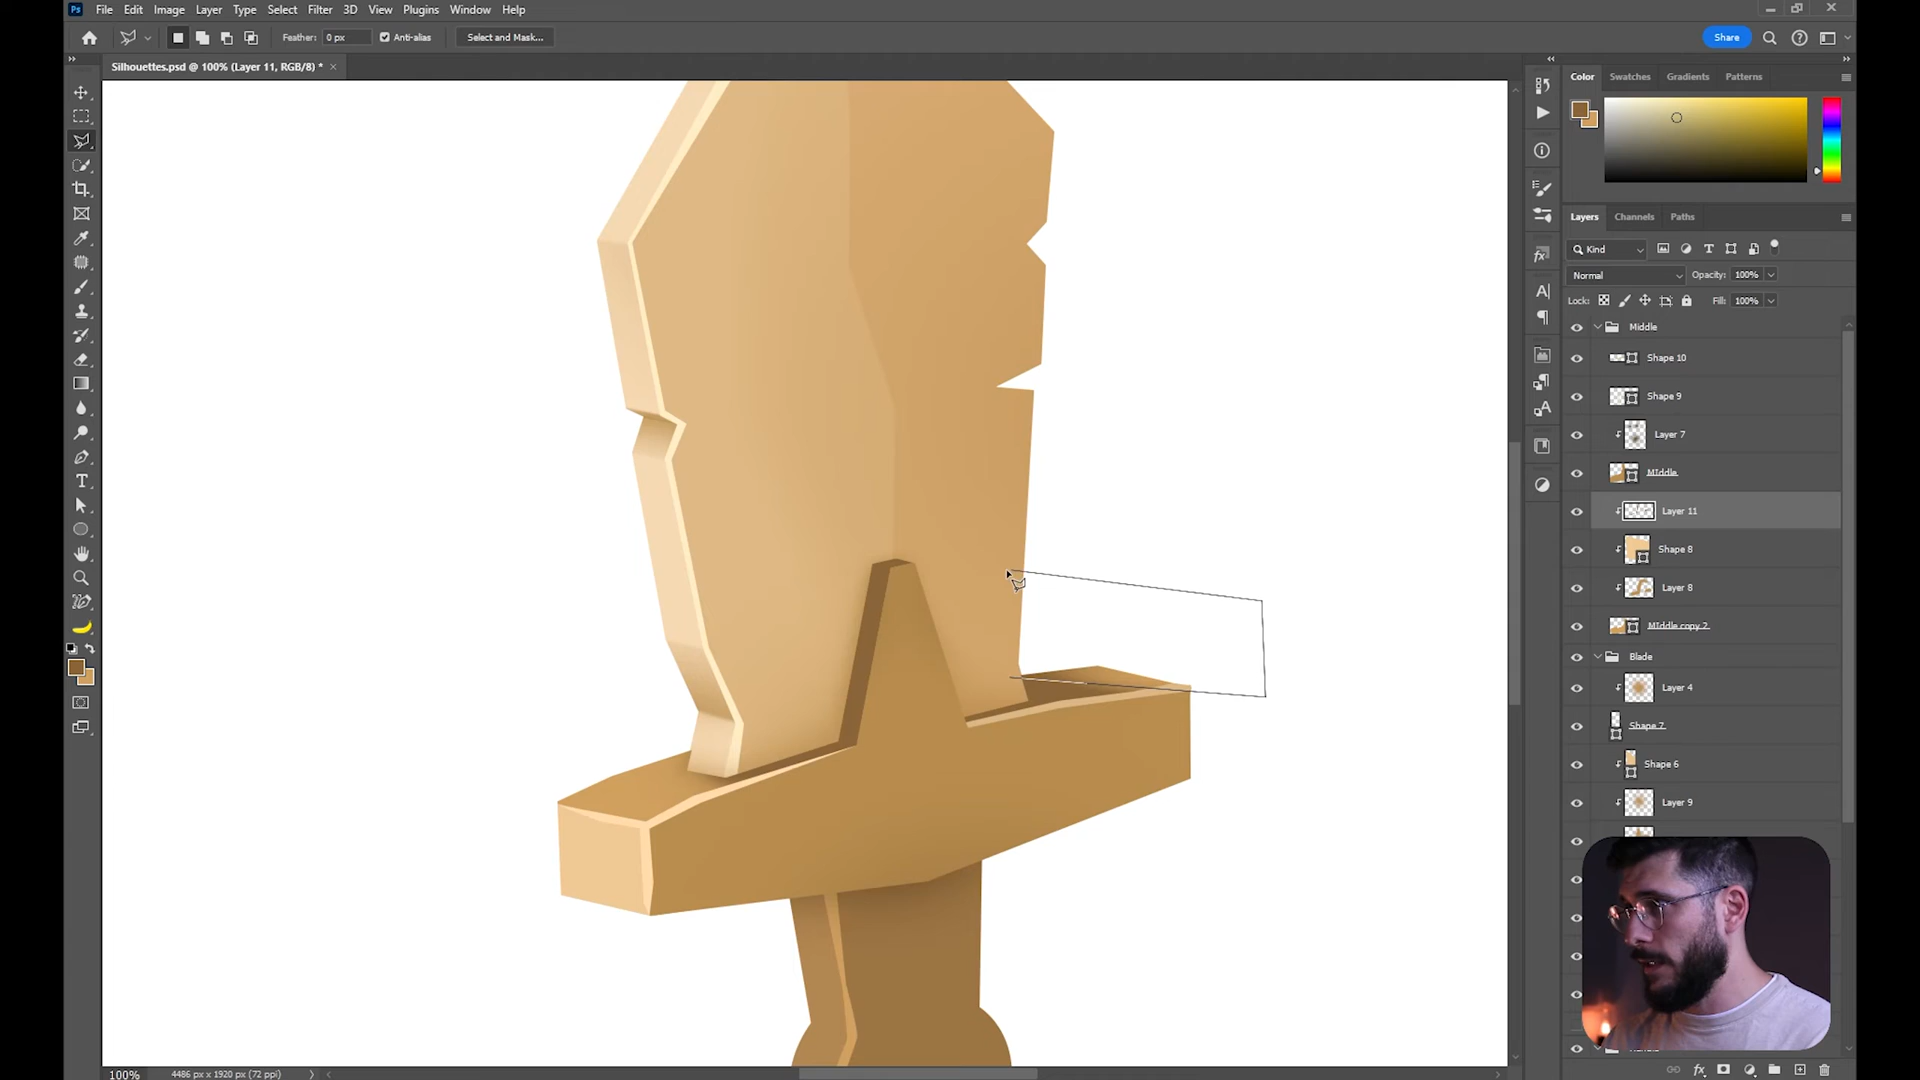 Ps File Edit Image Layer Type Select Filter 3D View Plugins Window Help
Feather: 0 px Anti-alias Select and Mask... Share
Silhouettes.psd @ 100% (Layer 11, RGB/8) * ×
Color Swatches Gradients Patterns
Layers Channels Paths
Kind
Normal Opacity: 100%
Lock: Fill: 100%
Middle
Shape 10
Shape 9
Layer 7
MIddle
Layer 11
Shape 8
Layer 8
MIddle copy 2
Blade
Layer 4
Shape 7
Shape 6
Layer 9
100% 4486 px x 1920 px (72 ppi)